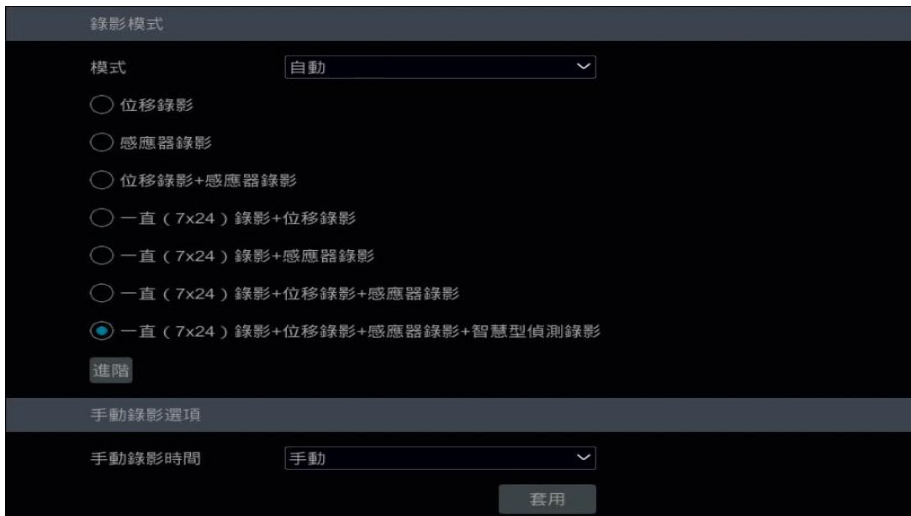 錄影模式
模式 自動
位移錄影
感應器錄影
位移錄影+感應器錄影
一直（7x24）錄影+位移錄影
一直（7x24）錄影+感應器錄影
一直（7x24）錄影+位移錄影+感應器錄影
一直（7x24）錄影+位移錄影+感應器錄影+智慧型偵測錄影
進階
手動錄影選項
手動錄影時間 手動
套用